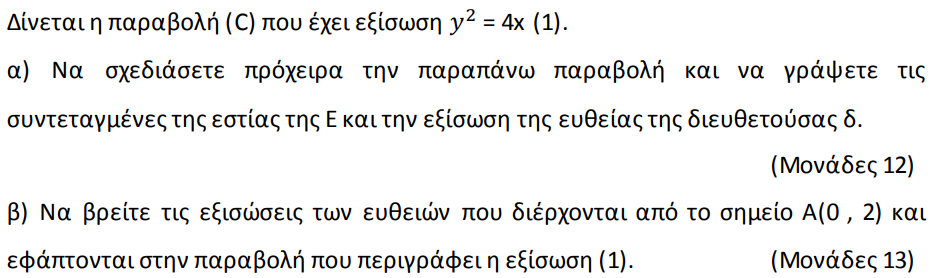 Δίνεται η παραβολή (C) που έχει εξίσωση y² = 4x (1).
α) Να σχεδιάσετε πρόχειρα την παραπάνω παραβολή και να γράψετε τις
συντεταγμένες της εστίας της Ε και την εξίσωση της ευθείας της διευθετούσας δ.
(Μονάδες 12)
β) Να βρείτε τις εξισώσεις των ευθειών που διέρχονται από το σημείο Α(0 , 2) και
εφάπτονται στην παραβολή που περιγράφει η εξίσωση (1). (Μονάδες 13)